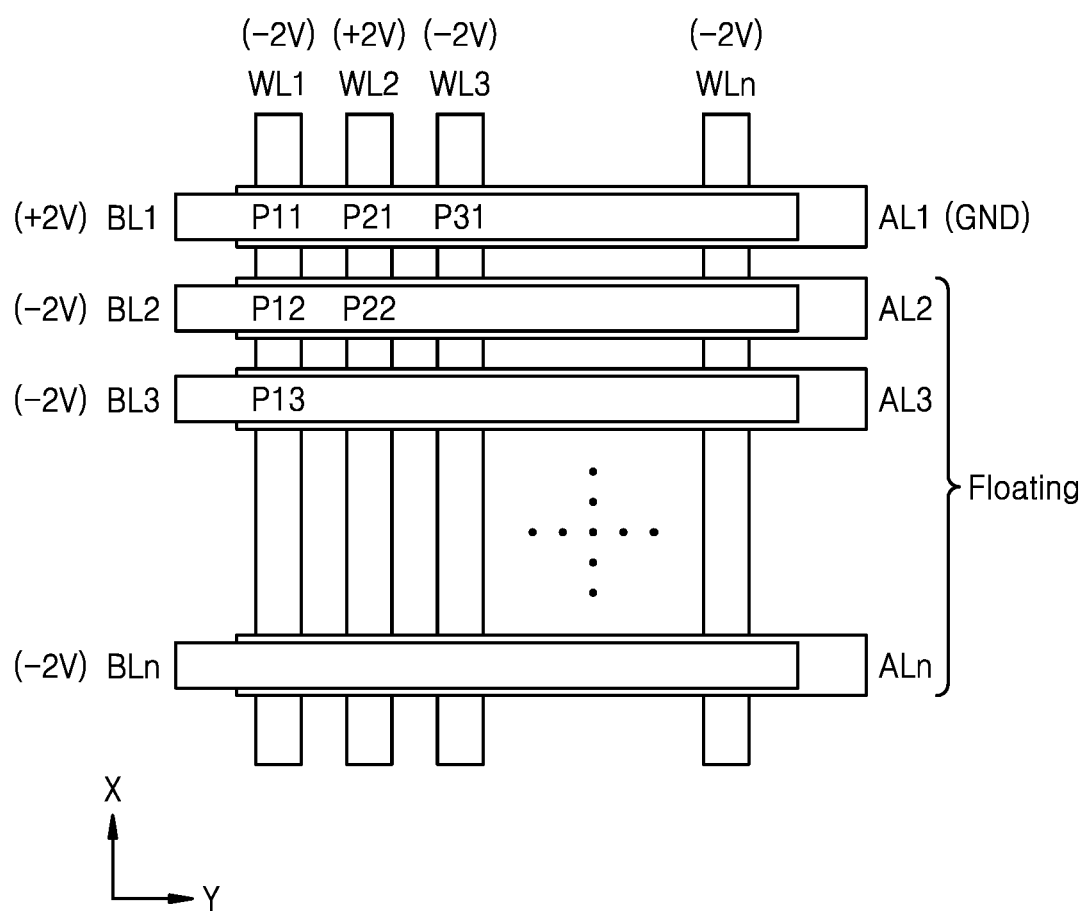 (−2V) (+2V) (−2V) (−2V)
WL1 WL2 WL3 WLn
(+2V) BL1 P11 P21 P31 AL1 (GND)
(−2V) BL2 P12 P22 AL2
(−2V) BL3 P13 AL3
Floating
(−2V) BLn ALn
X
Y